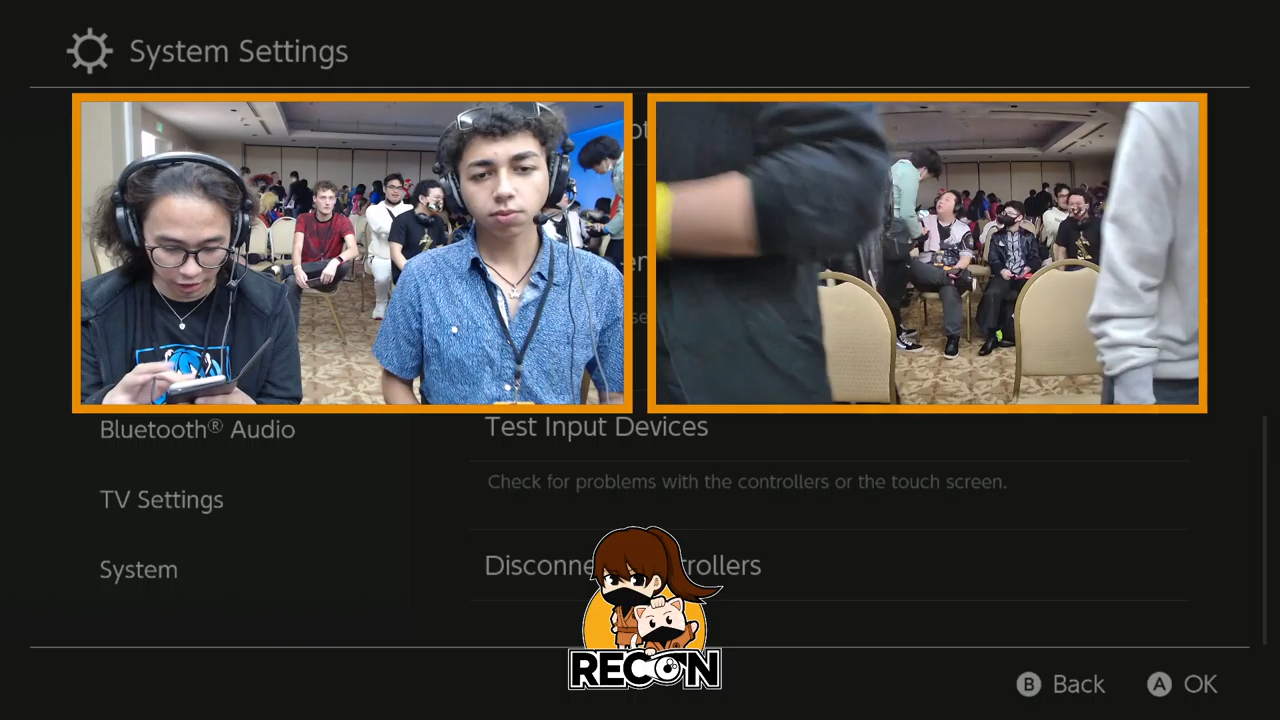 System Settings
Bluetooth® Audio
Test Input Devices
Check for problems with the controllers or the touch screen.
TV Settings
System
RECON
B Back
A OK